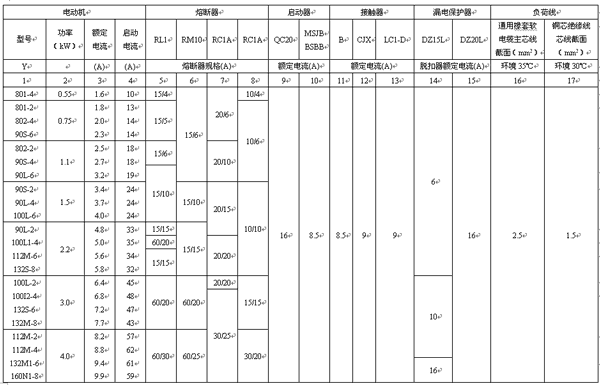 电动机 熔断器 启动器 接触器 漏电保护器 负荷线
型号 功率（kW） 额定电流 启动电流 RL1 RM10 RC1A RC1A QC20 MSJB BSBB B CJX LC1-D DZ15L DZ20L 通用橡套软电缆主芯线截面（mm²） 铜芯绝缘线芯线截面（mm²）
Y (A) (A) 熔断器规格(A) 额定电流(A) 额定电流(A) 脱扣器额定电流(A) 环境 35℃ 环境 30℃
1 2 3 4 5 6 7 8 9 10 11 12 13 14 15 16 17
801-4 0.55 1.6 10 15/4 15/6 20/6 10/4 16 8.5 8.5 9 9 6 16 2.5 1.5
801-2 0.75 1.8 13 15/5 10/6
802-4 2.0 14
90S-6 2.3 14
802-2 1.1 2.5 18 15/6 20/10
90S-4 2.7 18
90L-6 3.2 19 15/10
90S-2 1.5 3.4 24 15/10 20/15 10/10
90L-4 3.7 24
100L-6 4.0 24
90L-2 2.2 4.8 33 15/15 15/15
100L1-4 5.0 35 60/20 20/20
112M-6 5.6 34 15/15
132S-8 5.8 32
100L-2 3.0 6.4 45 60/20 60/20 20/20 15/15 10
100l2-4 6.8 48 30/25
132S-6 7.2 47
132M-8 7.7 43
112M-2 4.0 8.2 57 60/30 60/25 30/20
112M-4 8.8 62
132M1-6 9.4 61 16
160N1-8 9.9 59